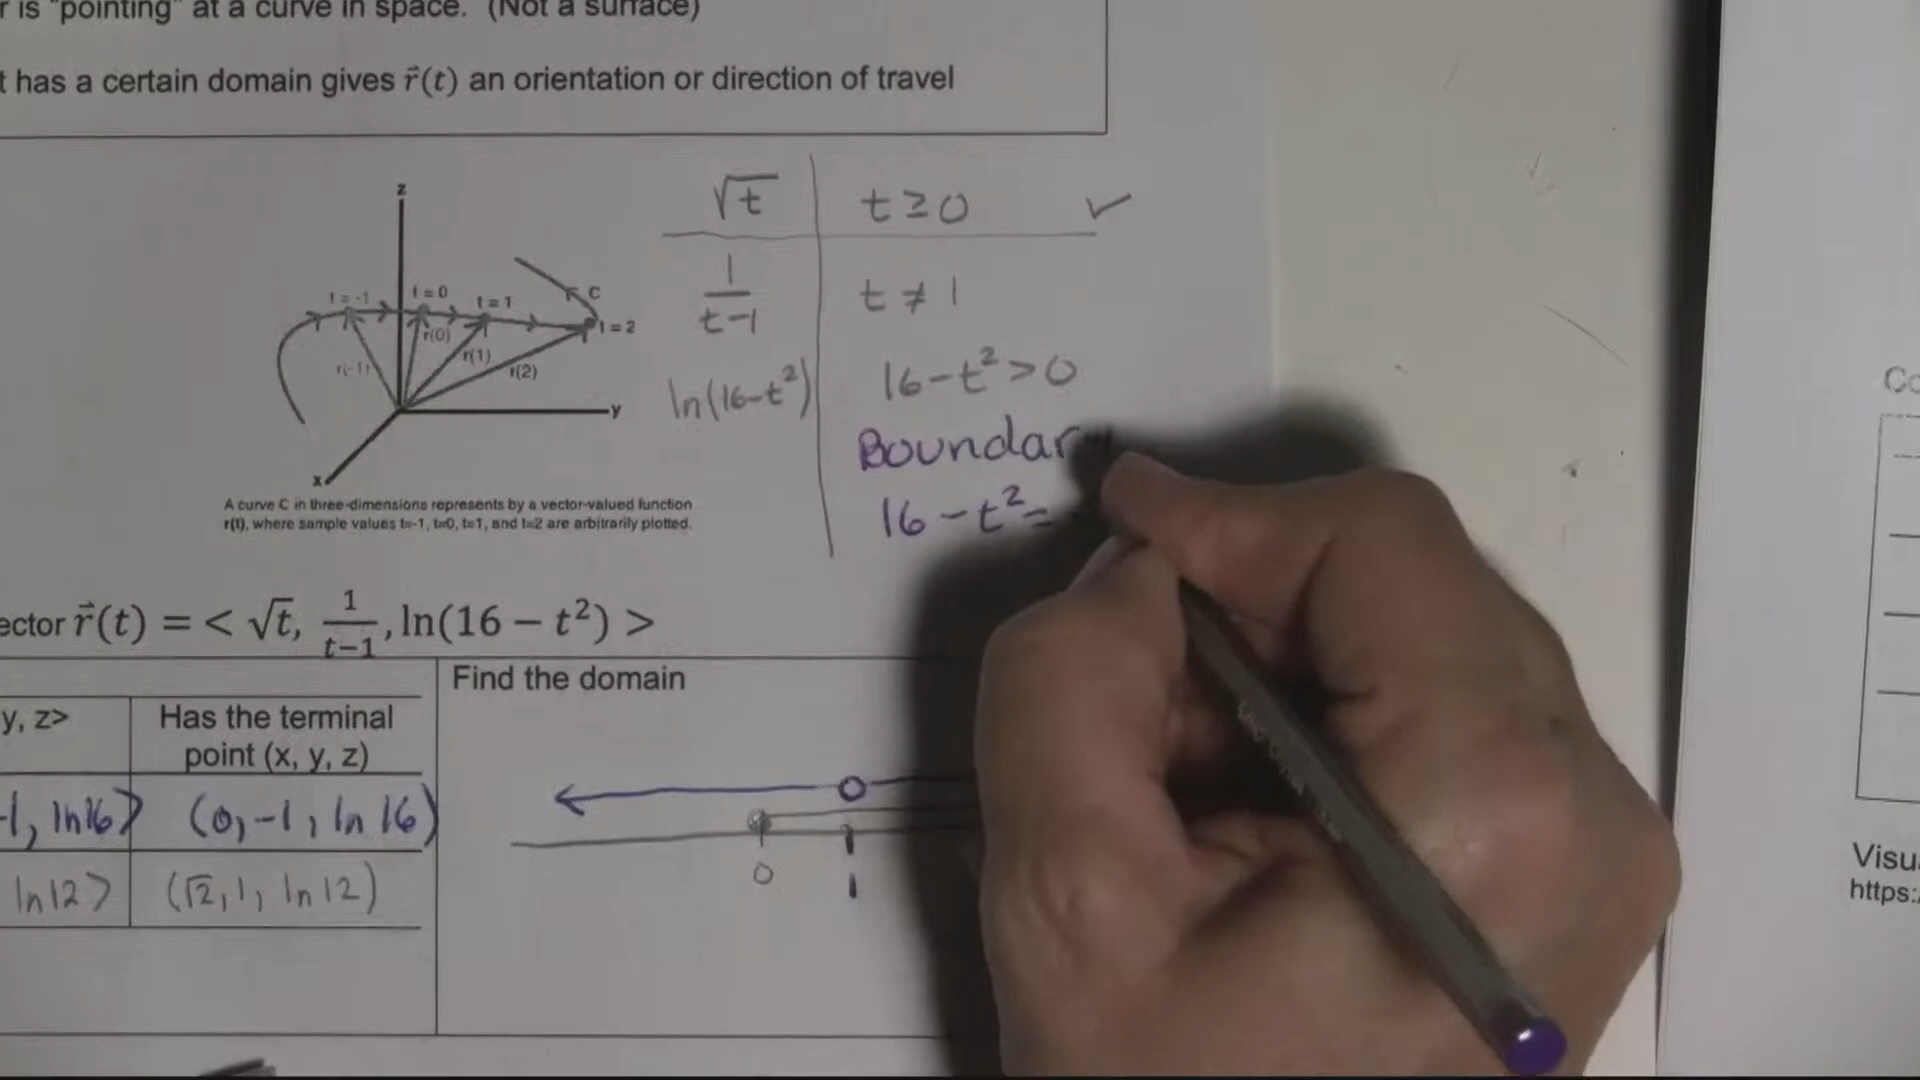 r is "pointing" at a curve in space. (Not a surface)
t has a certain domain gives r⃗(t) an orientation or direction of travel
z
t = -1
t = 0
t = 1
C
t = 2
r(-1)
r(0)
r(1)
r(2)
y
x
A curve C in three-dimensions represents by a vector-valued function
r(t), where sample values t=-1, t=0, t=1, and t=2 are arbitrarily plotted.
√t | t ≥ 0 ✓
1/(t-1) | t ≠ 1
ln(16-t²) | 16-t² > 0
Boundar
16-t² =
ector r⃗(t) = < √t, 1/(t−1), ln(16 − t²) >
Find the domain
y, z>
Has the terminal
point (x, y, z)
-1, ln16>
(0, -1, ln 16)
ln 12>
(√2, 1, ln 12)
0
1
Co
Visua
https:/